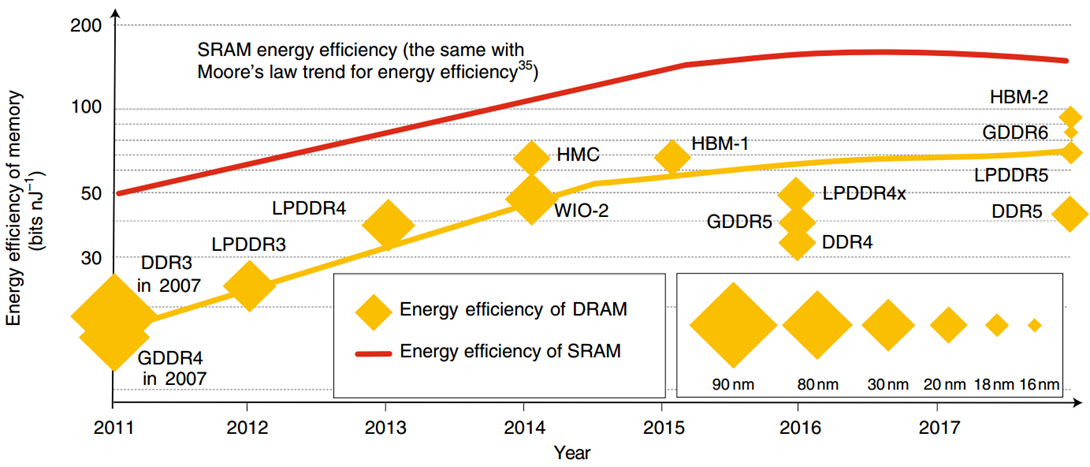 200
100
50
30
Energy efficiency of memory
(bits nJ⁻¹)
SRAM energy efficiency (the same with
Moore's law trend for energy efficiency³⁵)
HBM-2
GDDR6
LPDDR5
DDR5
HMC
HBM-1
WIO-2
LPDDR4
LPDDR4x
GDDR5
DDR4
LPDDR3
DDR3
in 2007
GDDR4
in 2007
Energy efficiency of DRAM
Energy efficiency of SRAM
90 nm 80 nm 30 nm 20 nm 18 nm 16 nm
2011 2012 2013 2014 2015 2016 2017
Year